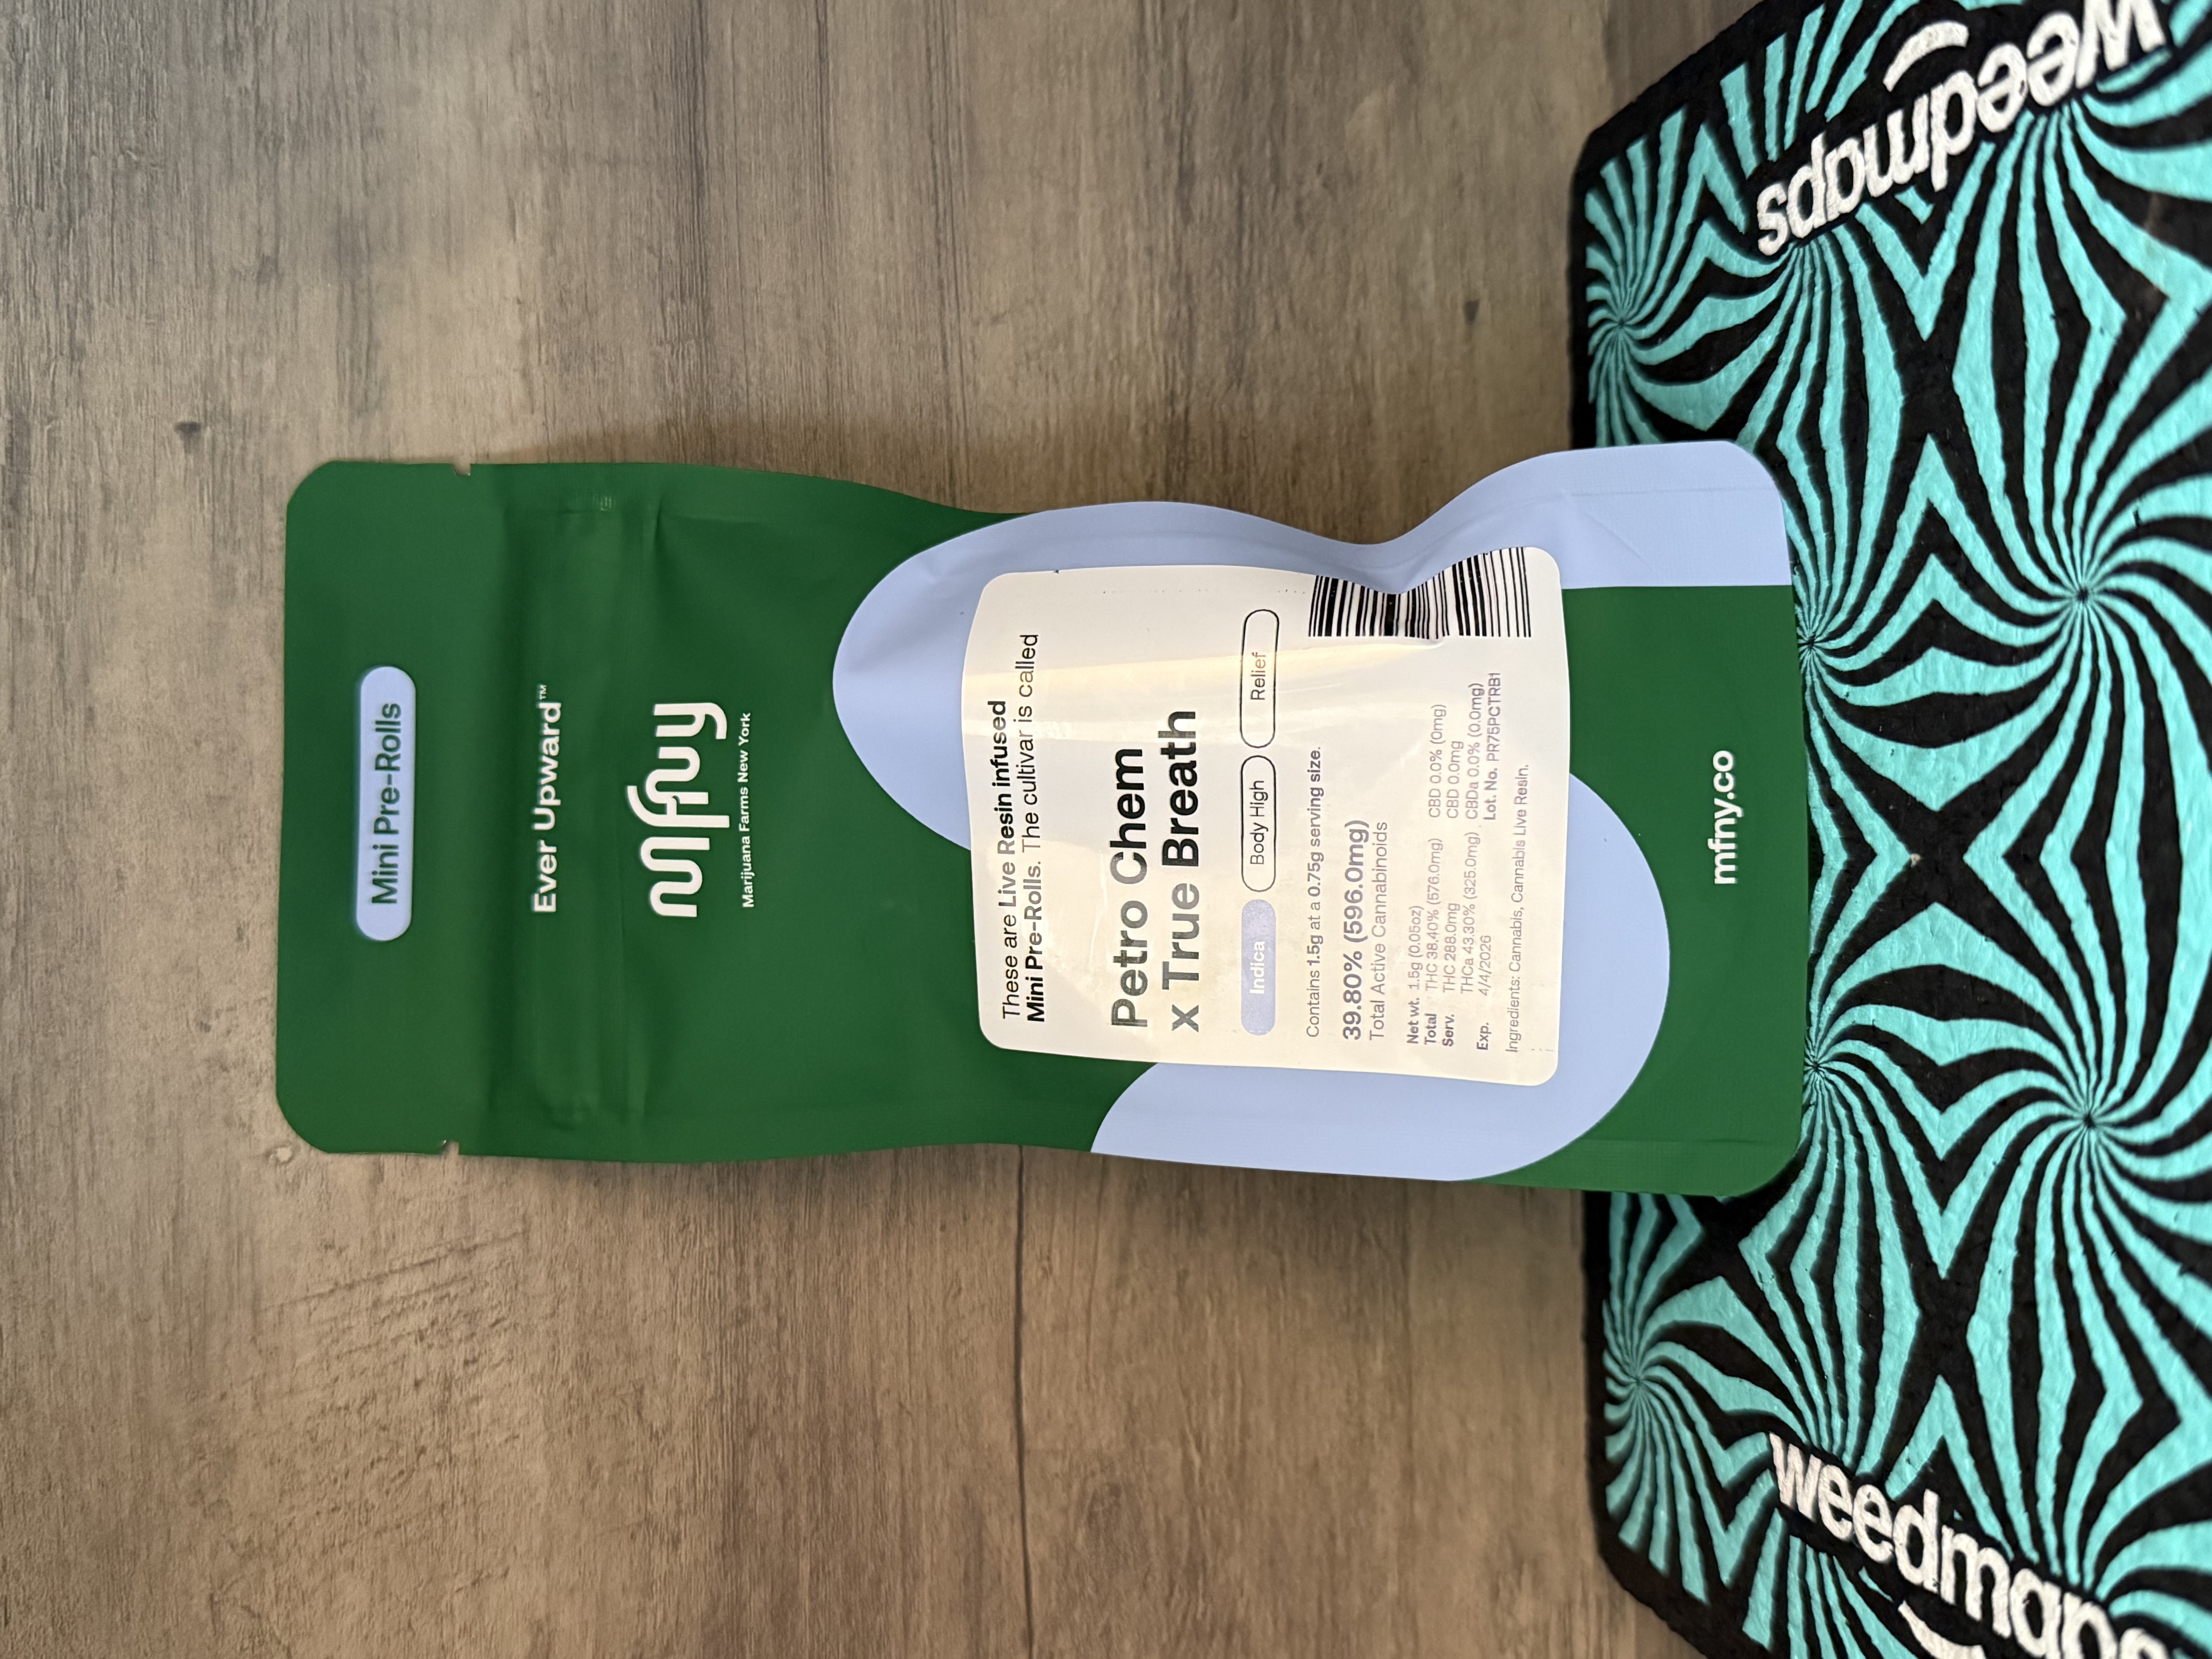 Mini Pre-Rolls
Ever Upward™
mfny
Marijuana Farms New York
These are Live Resin infused
Mini Pre-Rolls. The cultivar is called
Petro Chem
x True Breath
Indica Body High Relief
Contains 1.5g at a 0.75g serving size.
39.80% (596.0mg)
Total Active Cannabinoids
Net wt. 1.5g (0.05oz)
Total THC 38.40% (576.0mg) CBD 0.0% (0mg)
Serv. THC 288.0mg CBD 0.0mg
THCa 43.30% (325.0mg) CBDa 0.0% (0.0mg)
Exp. 4/4/2026 Lot. No. PR75PCTRB1
Ingredients: Cannabis, Cannabis Live Resin.
mfny.co
weedmaps
weedmaps